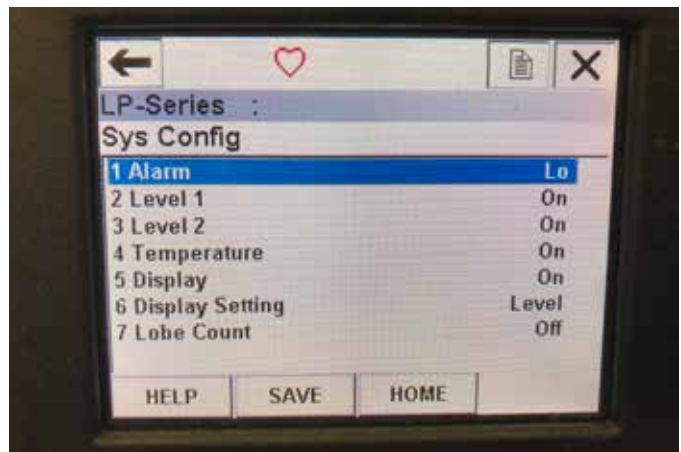 LP-Series :
Sys Config
1 Alarm Lo
2 Level 1 On
3 Level 2 On
4 Temperature On
5 Display On
6 Display Setting Level
7 Lobe Count Off
HELP SAVE HOME